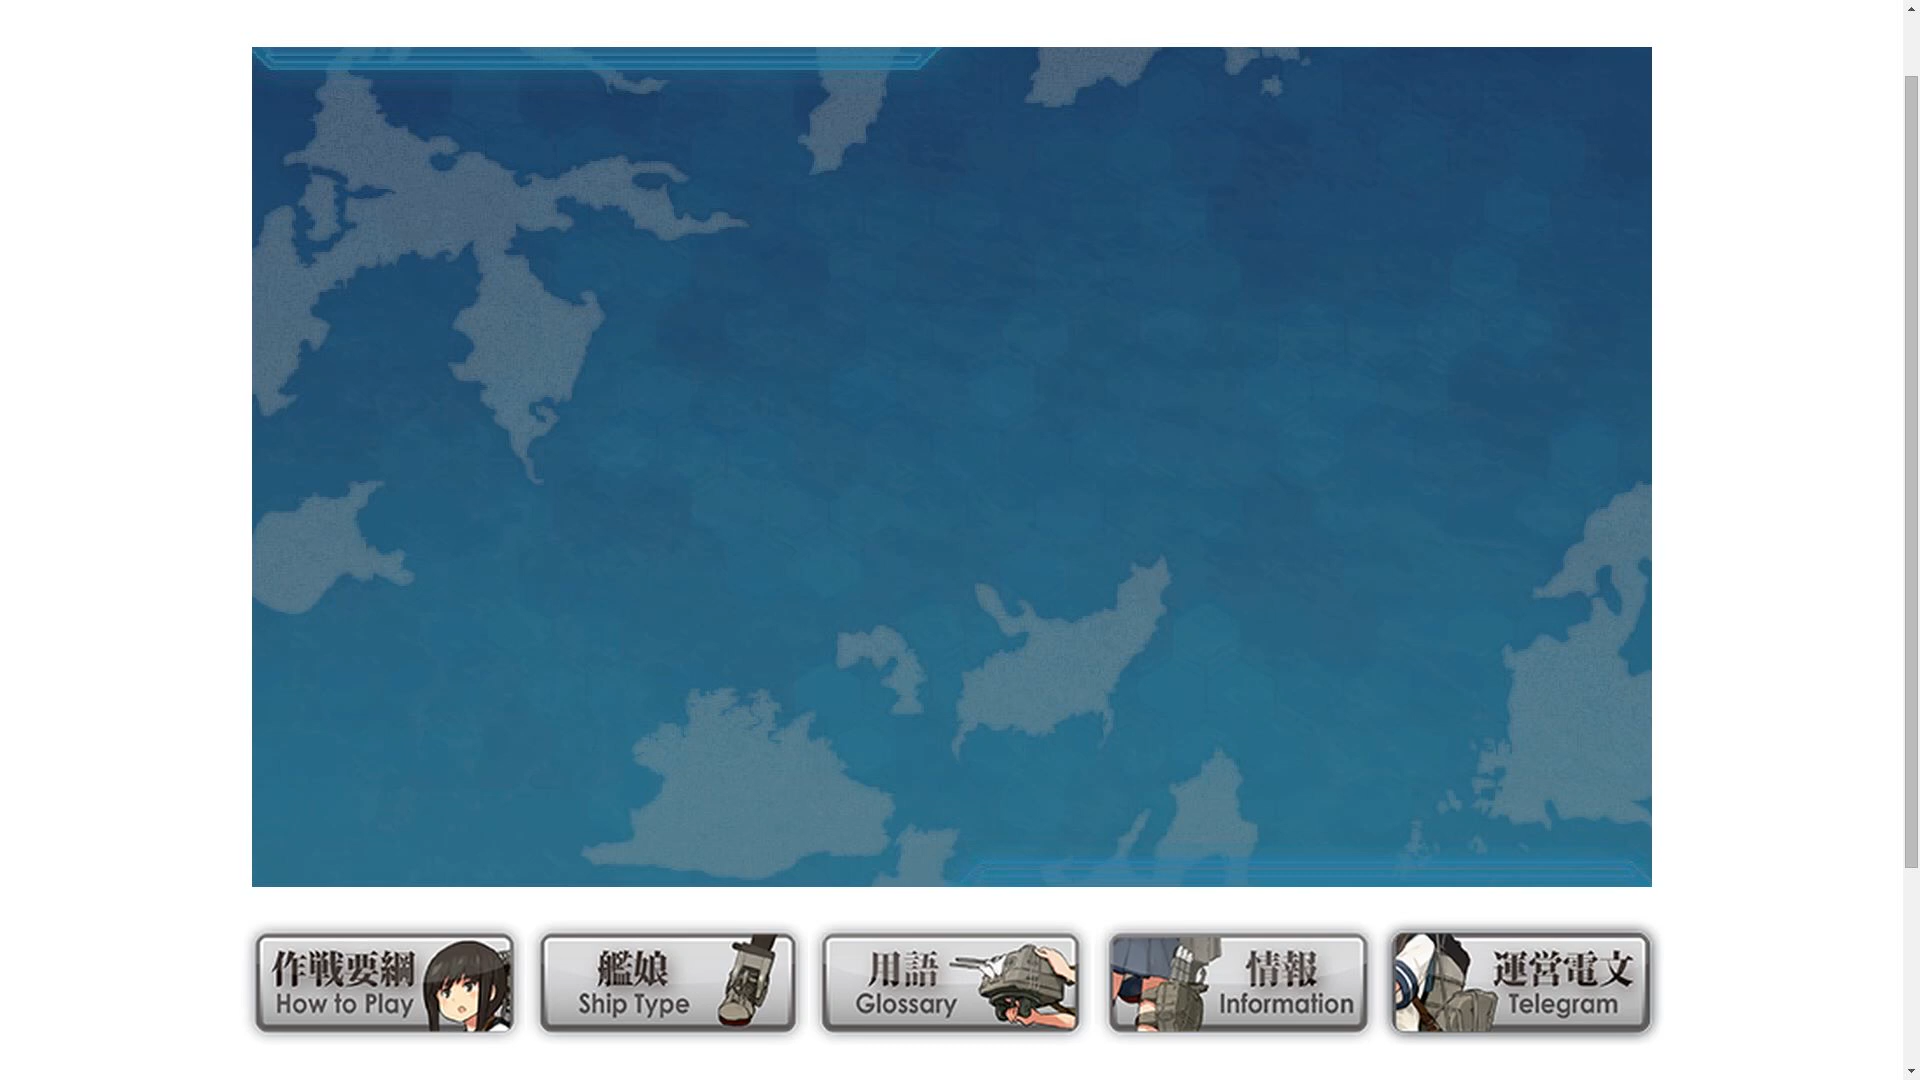 作戦要綱
How to Play
艦娘
Ship Type
用語
Glossary
情報
Information
運営電文
Telegram